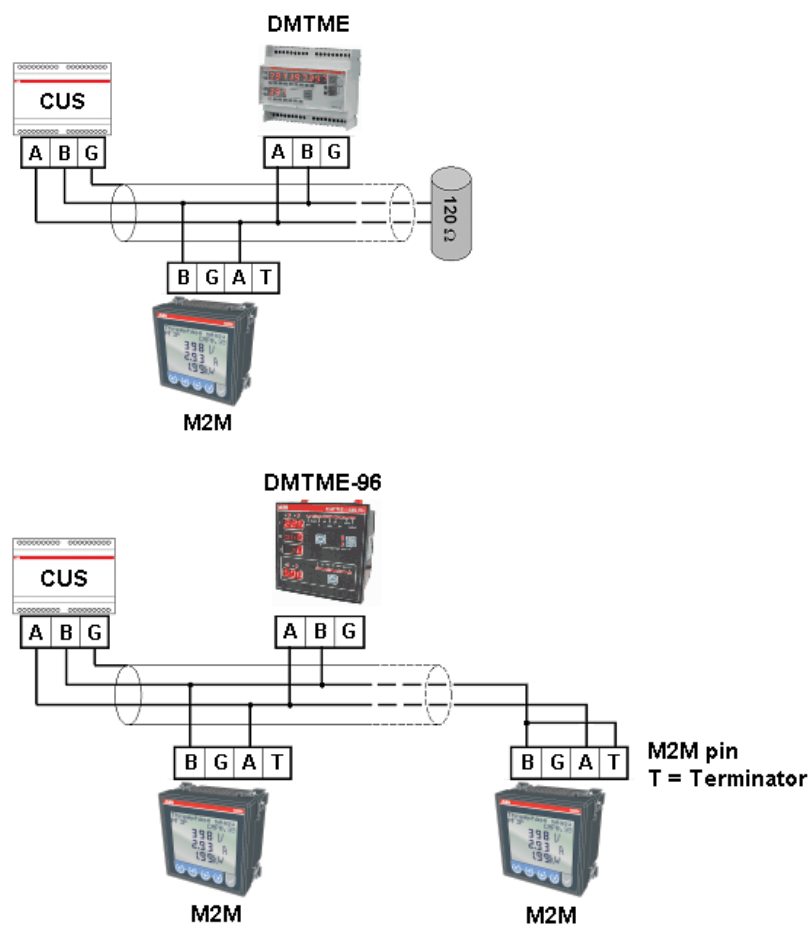 DMTME
CUS
A B G
A B G
120 Ω
B G A T
M2M
DMTME-96
CUS
A B G
A B G
B G A T
B G A T
M2M pin
T = Terminator
M2M
M2M